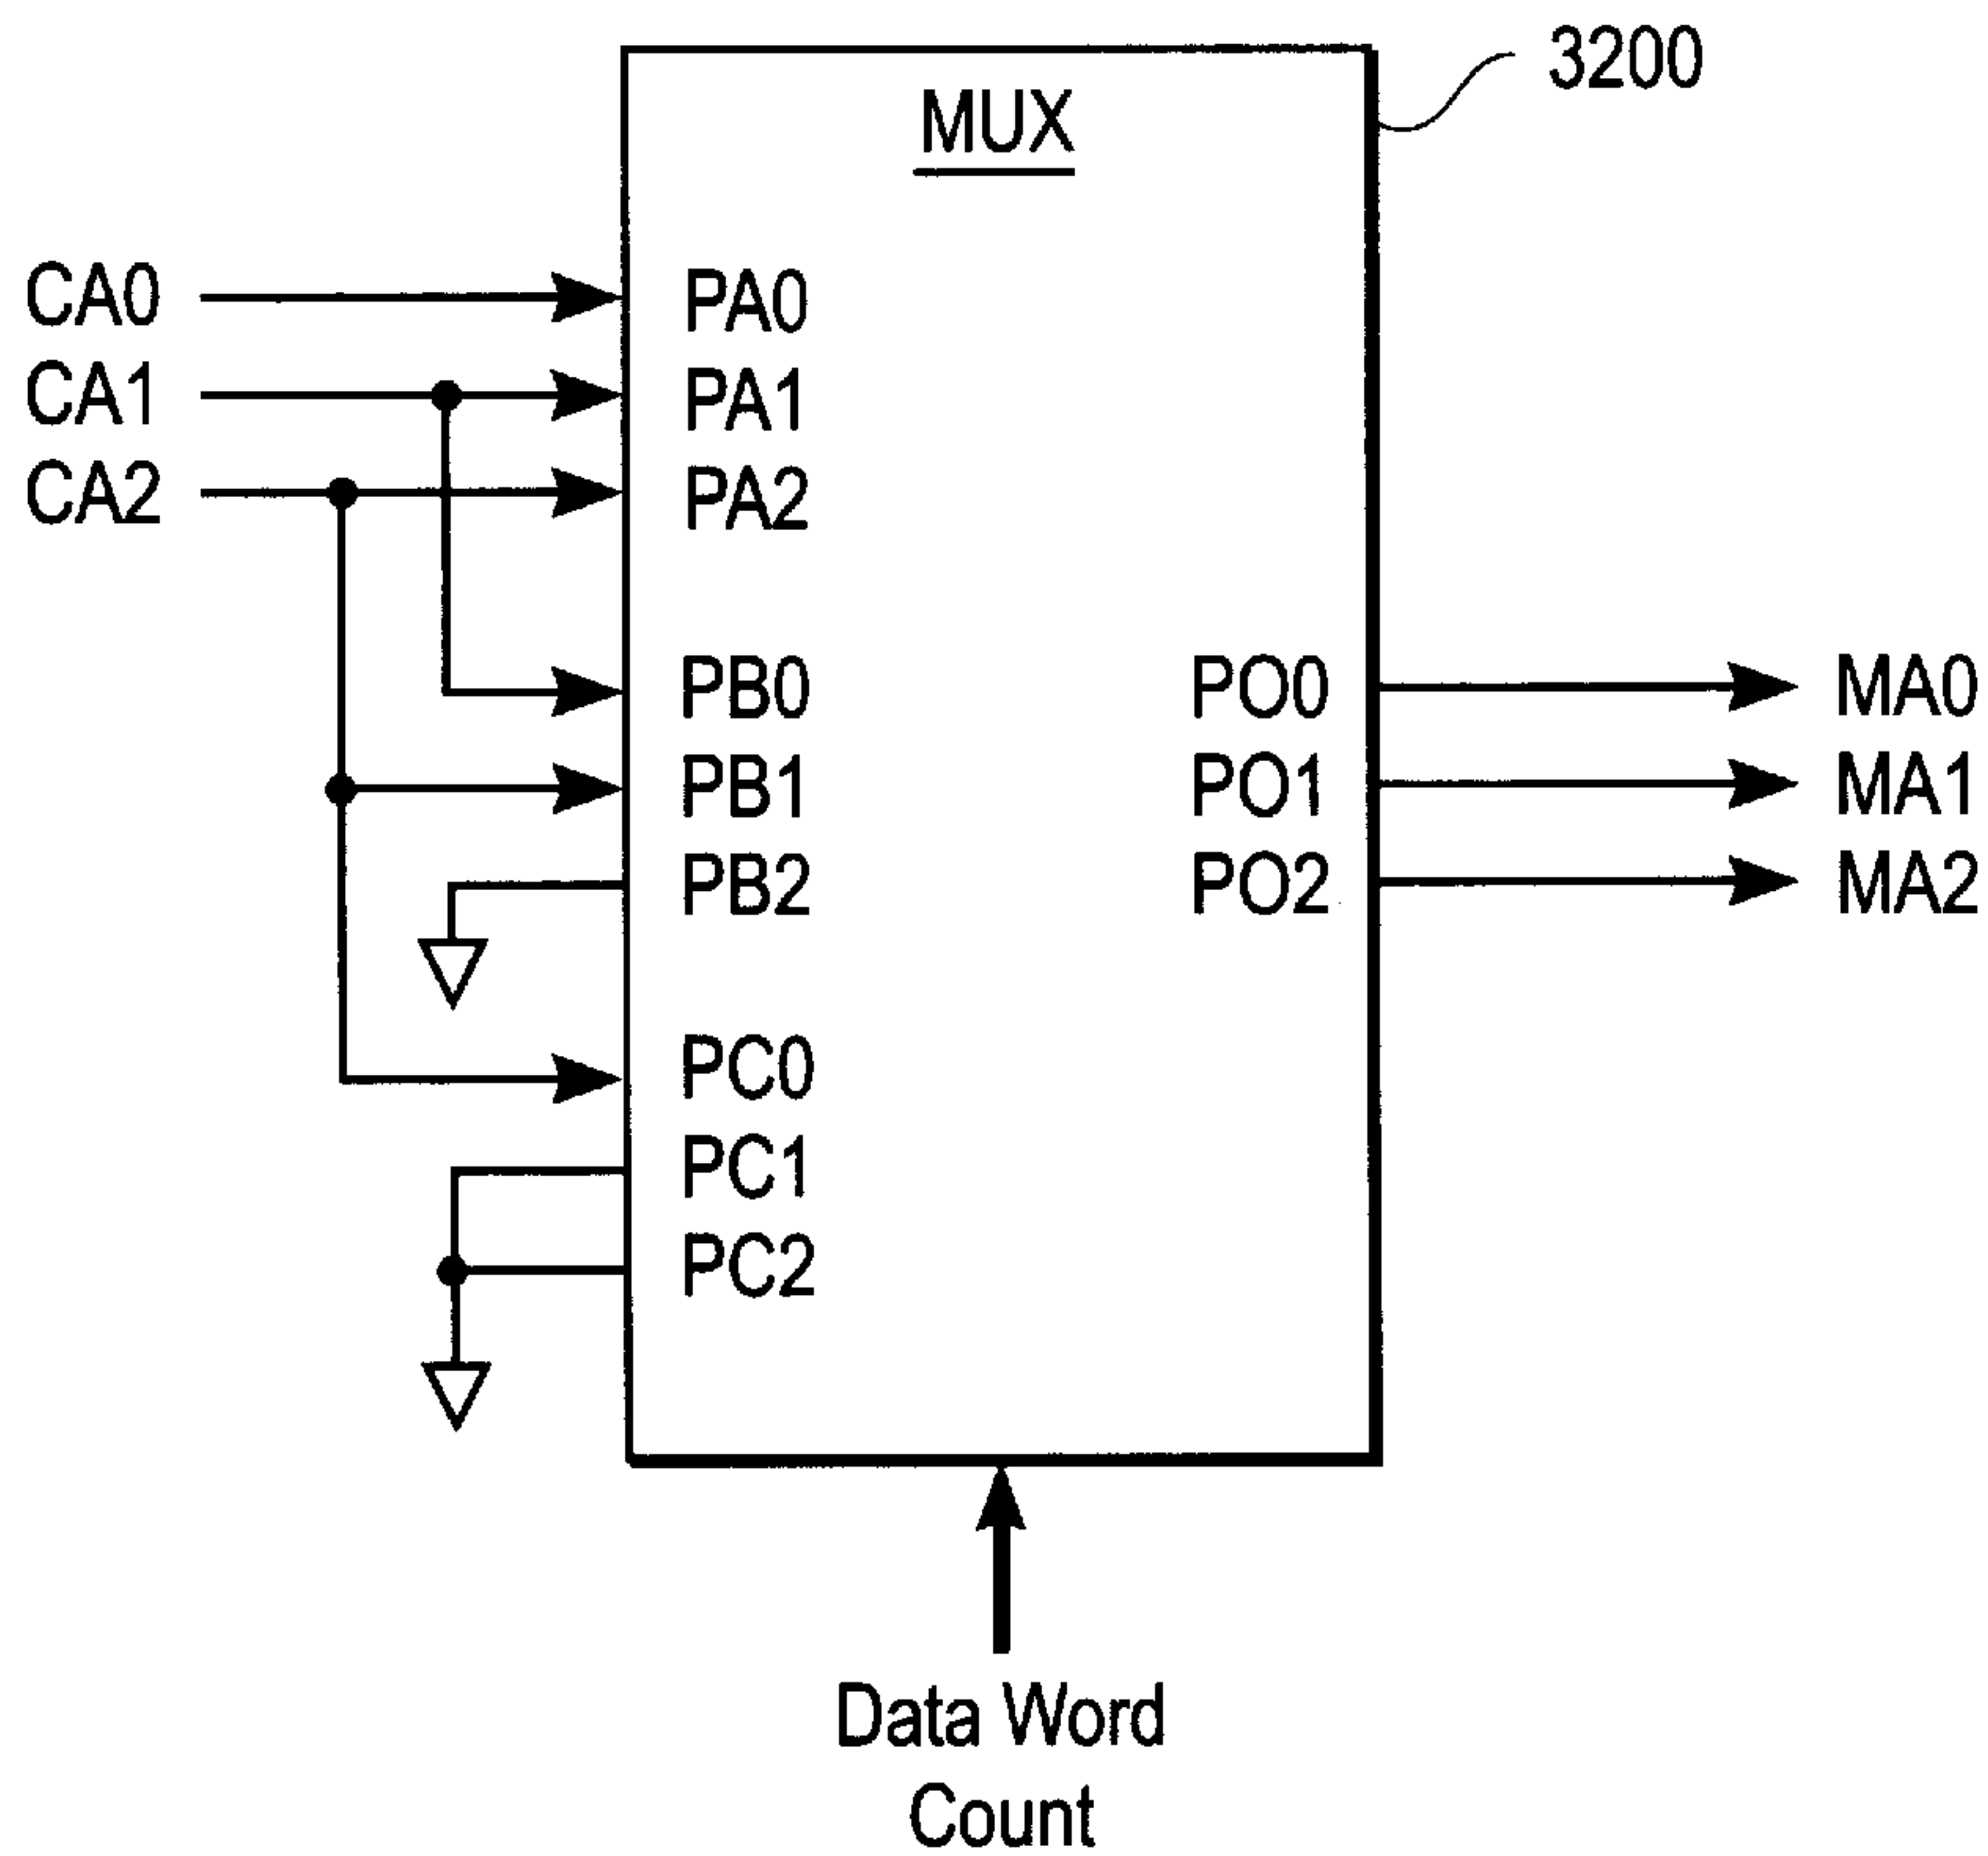 3200
MUX
CA0
CA1
CA2
PA0
PA1
PA2
PB0
PB1
PB2
PC0
PC1
PC2
PO0
PO1
PO2
MA0
MA1
MA2
Data Word
Count